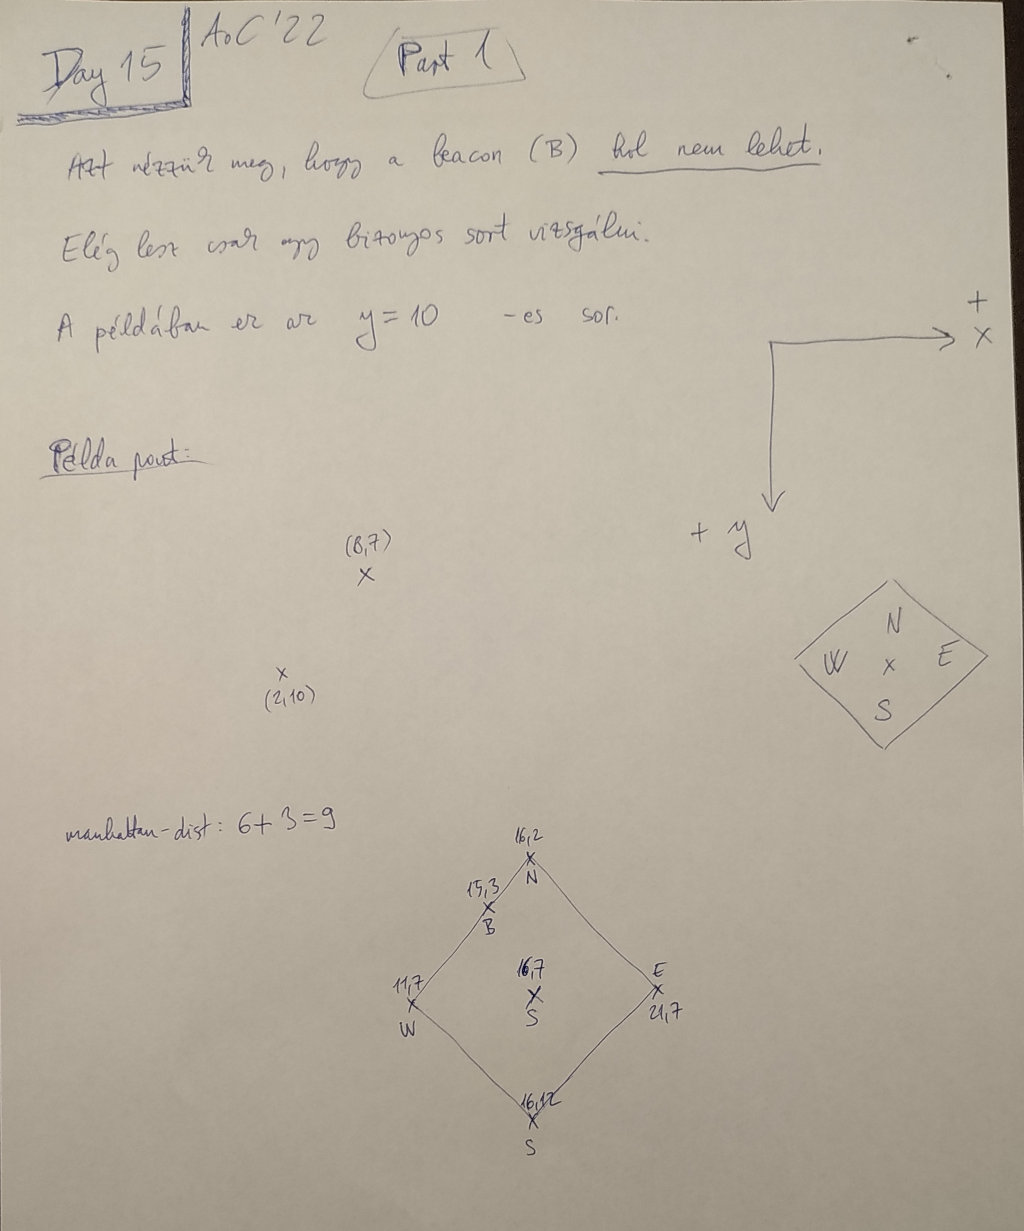 Day 15
AoC '22
Part 1
Azt nézzük meg, hogy a beacon (B) hol nem lehet.
Elég lesz csak egy bizonyos sort vizsgálni.
A példában ez az y = 10 -es sor.
+
x
Példa pont:
+ y
(8,7)
x
N
W x E
S
x
(2,10)
manhattan-dist: 6+3=9
16,2
x
N
15,3
x
B
16,7
x
S
11,7
x
W
E
x
21,7
16,12
x
S